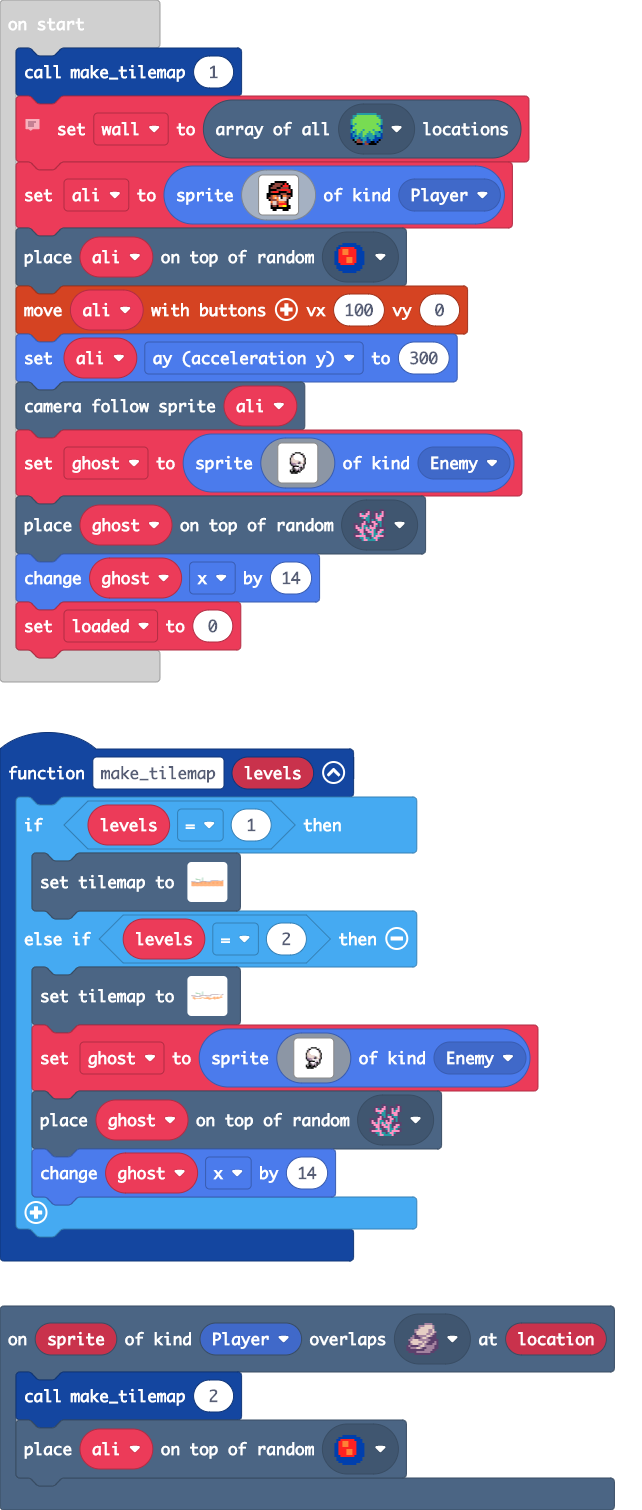 on start
call make_tilemap 1
set wall to array of all locations
set ali to sprite of kind Player
place ali on top of random
move ali with buttons vx 100 vy 0
set ali ay (acceleration y) to 300
camera follow sprite ali
set ghost to sprite of kind Enemy
place ghost on top of random
change ghost x by 14
set loaded to 0
function make_tilemap levels
if levels = 1 then
set tilemap to
else if levels = 2 then
set tilemap to
set ghost to sprite of kind Enemy
place ghost on top of random
change ghost x by 14
on sprite of kind Player overlaps at location
call make_tilemap 2
place ali on top of random